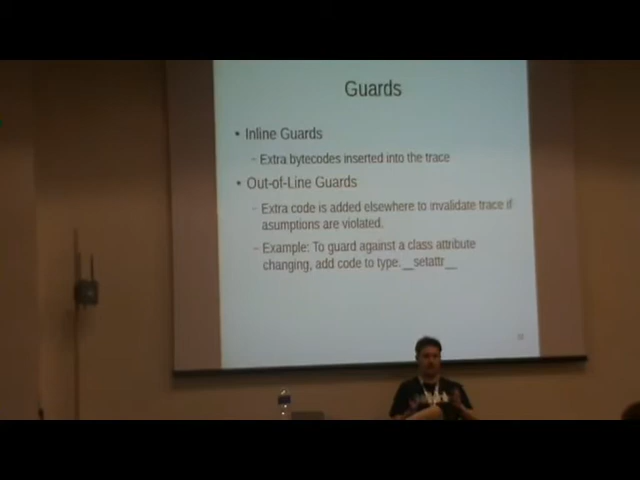 Guards
• Inline Guards
– Extra bytecodes inserted into the trace
• Out-of-Line Guards
– Extra code is added elsewhere to invalidate trace if
asumptions are violated.
– Example: To guard against a class attribute
changing, add code to type.__setattr__